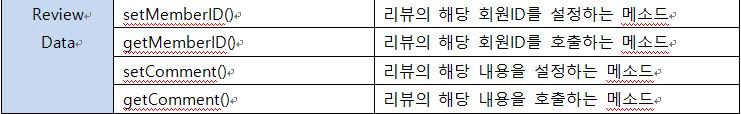 Review
Data
setMemberID() 리뷰의 해당 회원ID를 설정하는 메소드
getMemberID() 리뷰의 해당 회원ID를 호출하는 메소드
setComment() 리뷰의 해당 내용을 설정하는 메소드
getComment() 리뷰의 해당 내용을 호출하는 메소드